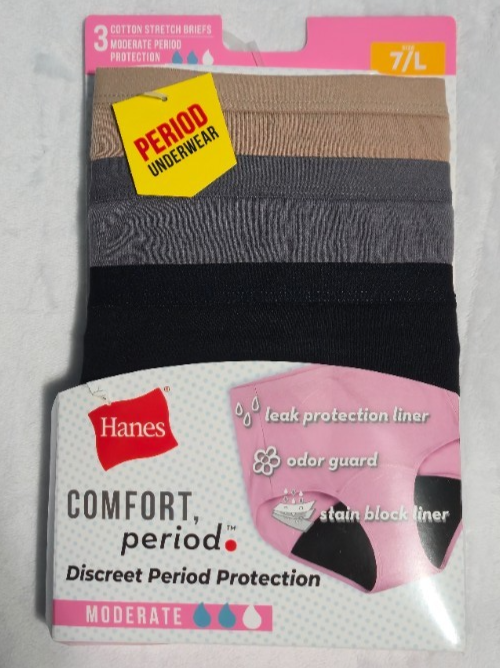 3 COTTON STRETCH BRIEFS
MODERATE PERIOD
PROTECTION
7/L
PERIOD
UNDERWEAR
Hanes®
leak protection liner
odor guard
stain block liner
COMFORT,
period.™
Discreet Period Protection
MODERATE